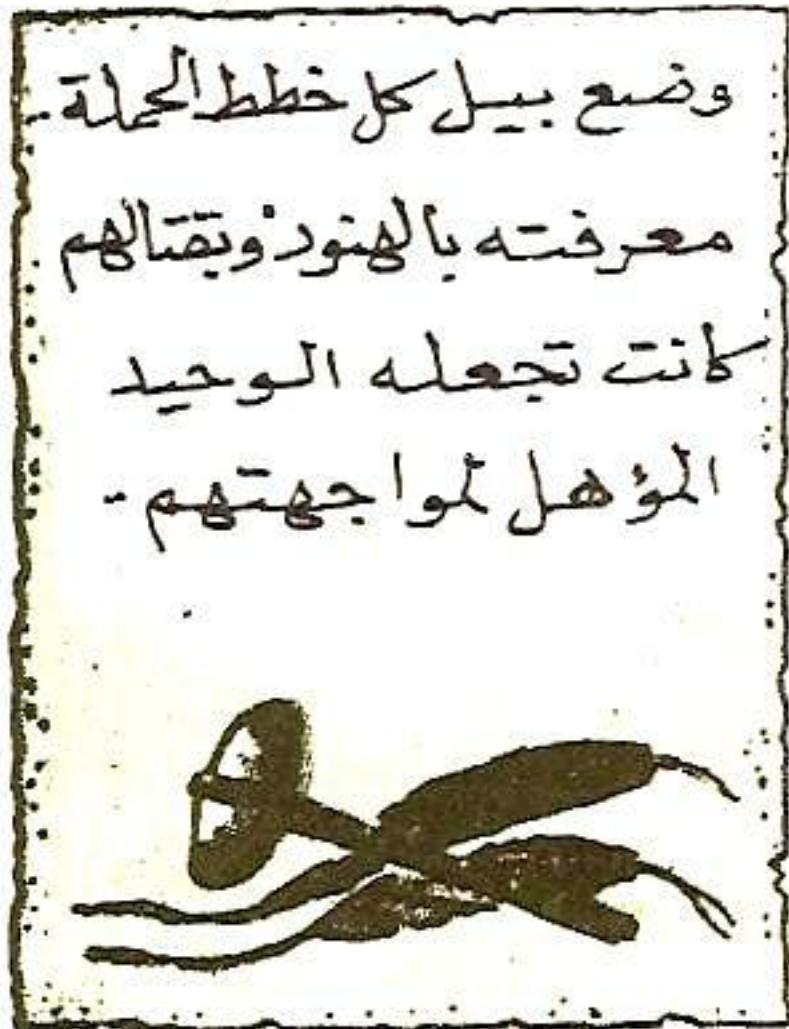 وضع بيل كل خطط الحملة..
معرفته بالهنود وبقتالهم
كانت تجعله الوحيد
المؤهل لمواجهتهم..